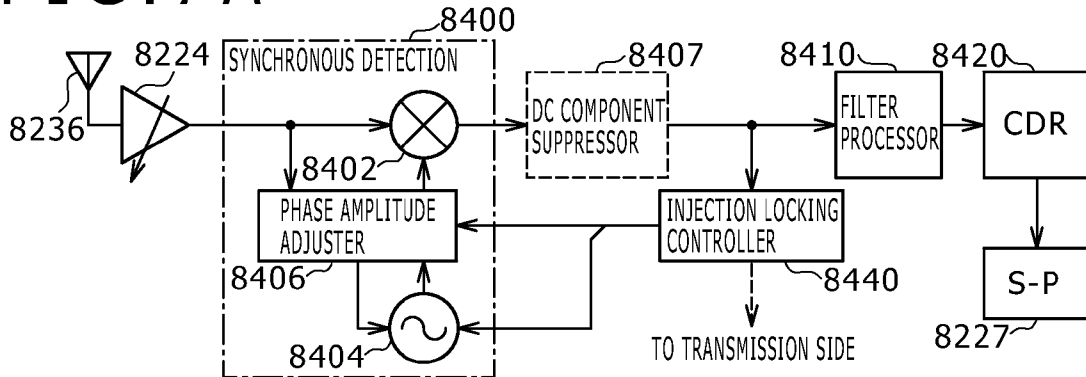 8400
8224
SYNCHRONOUS DETECTION
8407
8410
8420
8236
8402
DC COMPONENT
SUPPRESSOR
FILTER
PROCESSOR
CDR
PHASE AMPLITUDE
ADJUSTER
INJECTION LOCKING
CONTROLLER
8406
8440
S-P
8404
TO TRANSMISSION SIDE
8227